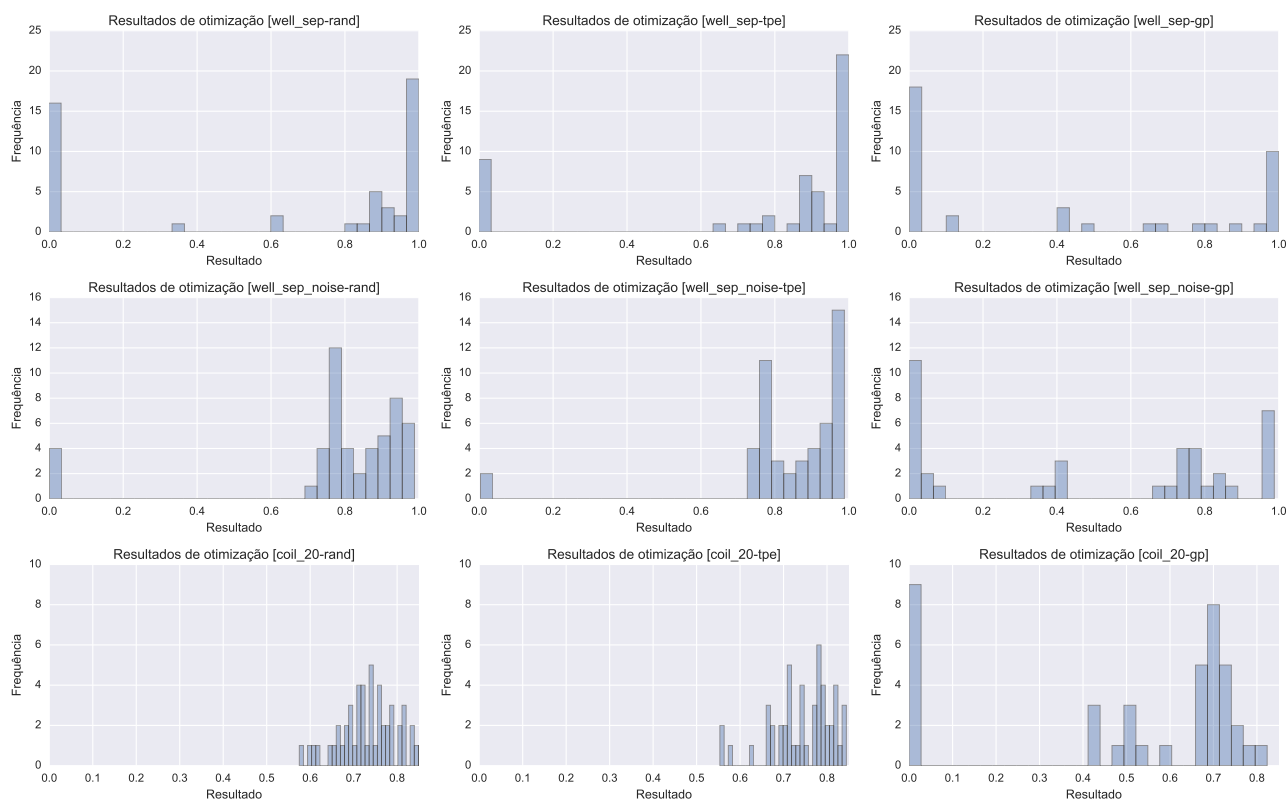 Resultados de otimização [well_sep-rand]
Frequência
25
20
15
10
5
0
0.0 0.2 0.4 0.6 0.8 1.0
Resultado
Resultados de otimização [well_sep-tpe]
Frequência
25
20
15
10
5
0
0.0 0.2 0.4 0.6 0.8 1.0
Resultado
Resultados de otimização [well_sep-gp]
Frequência
25
20
15
10
5
0
0.0 0.2 0.4 0.6 0.8 1.0
Resultado
Resultados de otimização [well_sep_noise-rand]
Frequência
16
14
12
10
8
6
4
2
0
0.0 0.2 0.4 0.6 0.8 1.0
Resultado
Resultados de otimização [well_sep_noise-tpe]
Frequência
16
14
12
10
8
6
4
2
0
0.0 0.2 0.4 0.6 0.8 1.0
Resultado
Resultados de otimização [well_sep_noise-gp]
Frequência
16
14
12
10
8
6
4
2
0
0.0 0.2 0.4 0.6 0.8 1.0
Resultado
Resultados de otimização [coil_20-rand]
Frequência
10
8
6
4
2
0
0.0 0.1 0.2 0.3 0.4 0.5 0.6 0.7 0.8
Resultado
Resultados de otimização [coil_20-tpe]
Frequência
10
8
6
4
2
0
0.0 0.1 0.2 0.3 0.4 0.5 0.6 0.7 0.8
Resultado
Resultados de otimização [coil_20-gp]
Frequência
10
8
6
4
2
0
0.0 0.1 0.2 0.3 0.4 0.5 0.6 0.7 0.8
Resultado